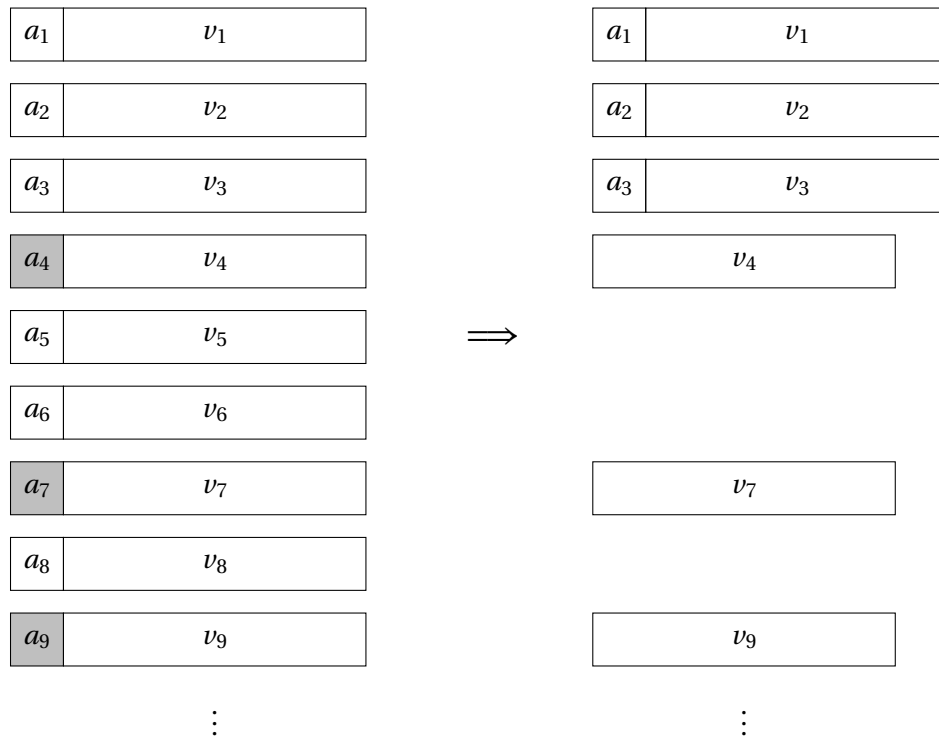 a₁ v₁ a₁ v₁
a₂ v₂ a₂ v₂
a₃ v₃ a₃ v₃
a₄ v₄ v₄
a₅ v₅ ⟹
a₆ v₆
a₇ v₇ v₇
a₈ v₈
a₉ v₉ v₉
⋮ ⋮